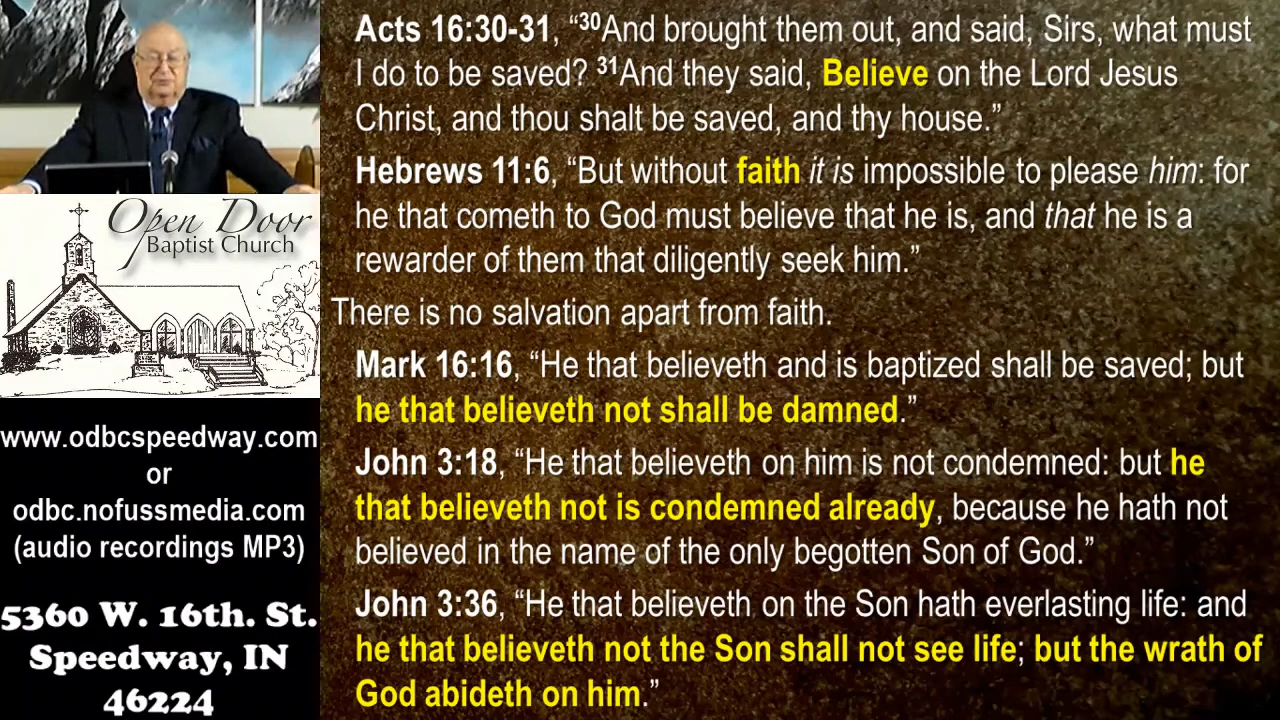 Open Door
Baptist Church
www.odbcspeedway.com
or
odbc.nofussmedia.com
(audio recordings MP3)
5360 W. 16th. St.
Speedway, IN
46224
Acts 16:30-31, “30And brought them out, and said, Sirs, what must
I do to be saved? 31And they said, Believe on the Lord Jesus
Christ, and thou shalt be saved, and thy house.”
Hebrews 11:6, “But without faith it is impossible to please him: for
he that cometh to God must believe that he is, and that he is a
rewarder of them that diligently seek him.”
There is no salvation apart from faith.
Mark 16:16, “He that believeth and is baptized shall be saved; but
he that believeth not shall be damned.”
John 3:18, “He that believeth on him is not condemned: but he
that believeth not is condemned already, because he hath not
believed in the name of the only begotten Son of God.”
John 3:36, “He that believeth on the Son hath everlasting life: and
he that believeth not the Son shall not see life; but the wrath of
God abideth on him.”